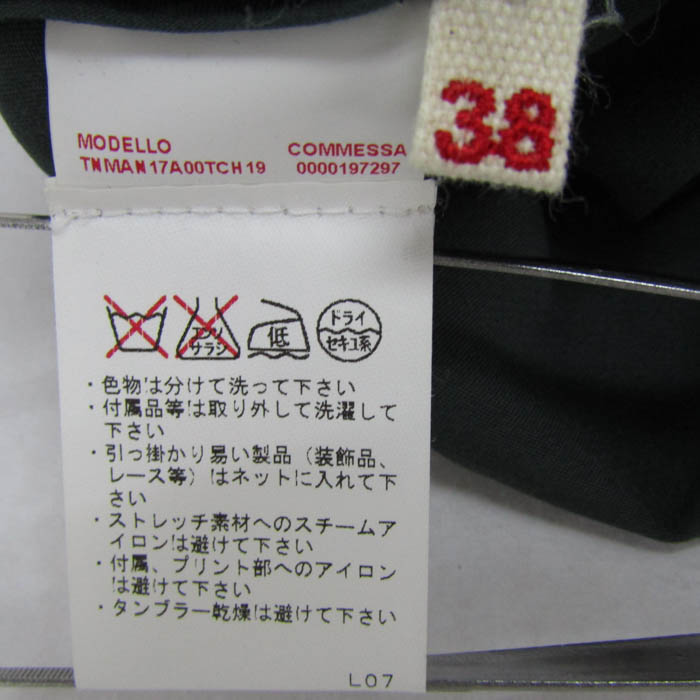 38
MODELLO
TNMAN17A00TCH19
COMMESSA
0000197297
エンソ
サラシ
低
ドライ
セキユ系
・色物は分けて洗って下さい
・付属品等は取り外して洗濯して
下さい
・引っ掛かり易い製品（装飾品、
レース等）はネットに入れて下
さい
・ストレッチ素材へのスチームア
イロンは避けて下さい
・付属、プリント部へのアイロン
は避けて下さい
・タンブラー乾燥は避けて下さい
L07